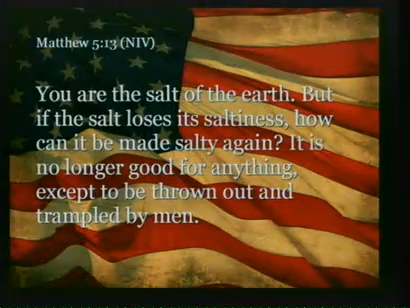 Matthew 5:13 (NIV)
You are the salt of the earth. But
if the salt loses its saltiness, how
can it be made salty again? It is
no longer good for anything,
except to be thrown out and
trampled by men.